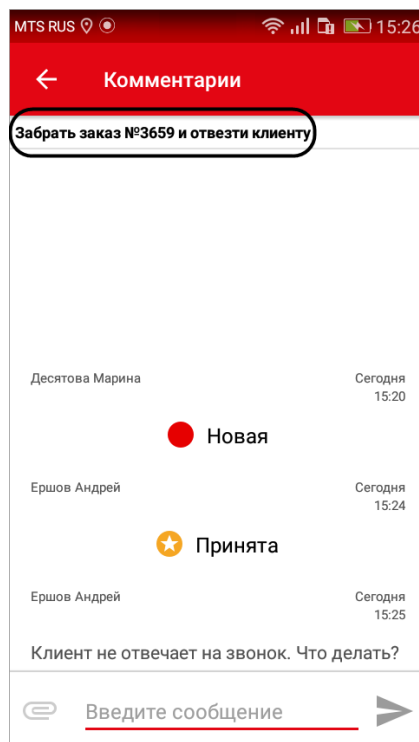 MTS RUS 15:26
Комментарии
Забрать заказ №3659 и отвезти клиенту
Десятова Марина Сегодня
15:20
Новая
Ершов Андрей Сегодня
15:24
Принята
Ершов Андрей Сегодня
15:25
Клиент не отвечает на звонок. Что делать?
Введите сообщение